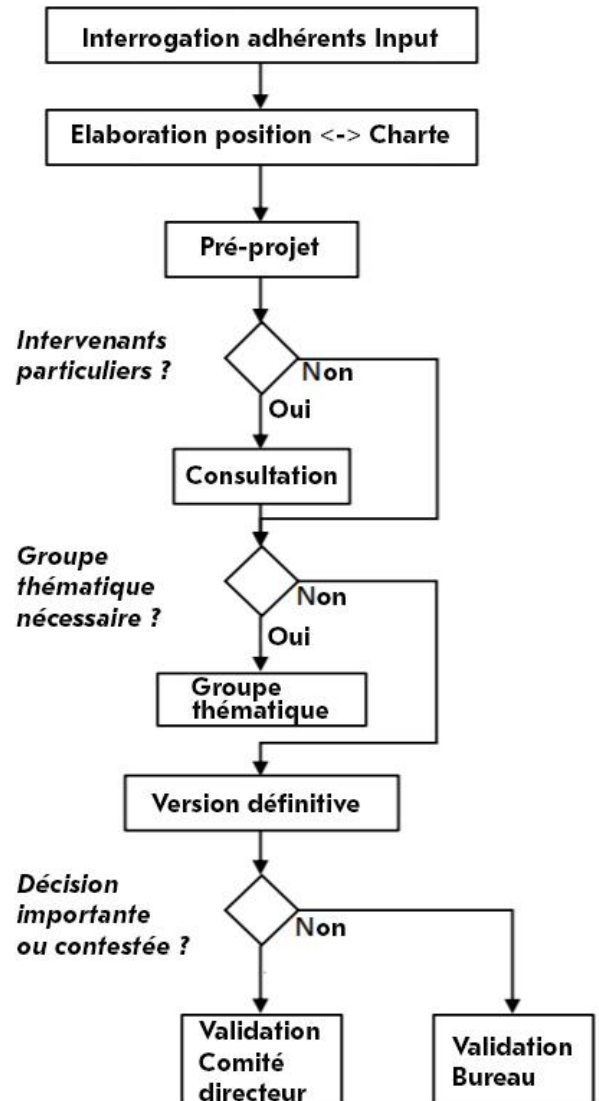 Interrogation adhérents Input
Elaboration position <-> Charte
Pré-projet
Intervenants
particuliers ?
Non
Oui
Consultation
Groupe
thématique
nécessaire ?
Non
Oui
Groupe
thématique
Version définitive
Décision
importante
ou contestée ?
Non
Validation
Comité
directeur
Validation
Bureau